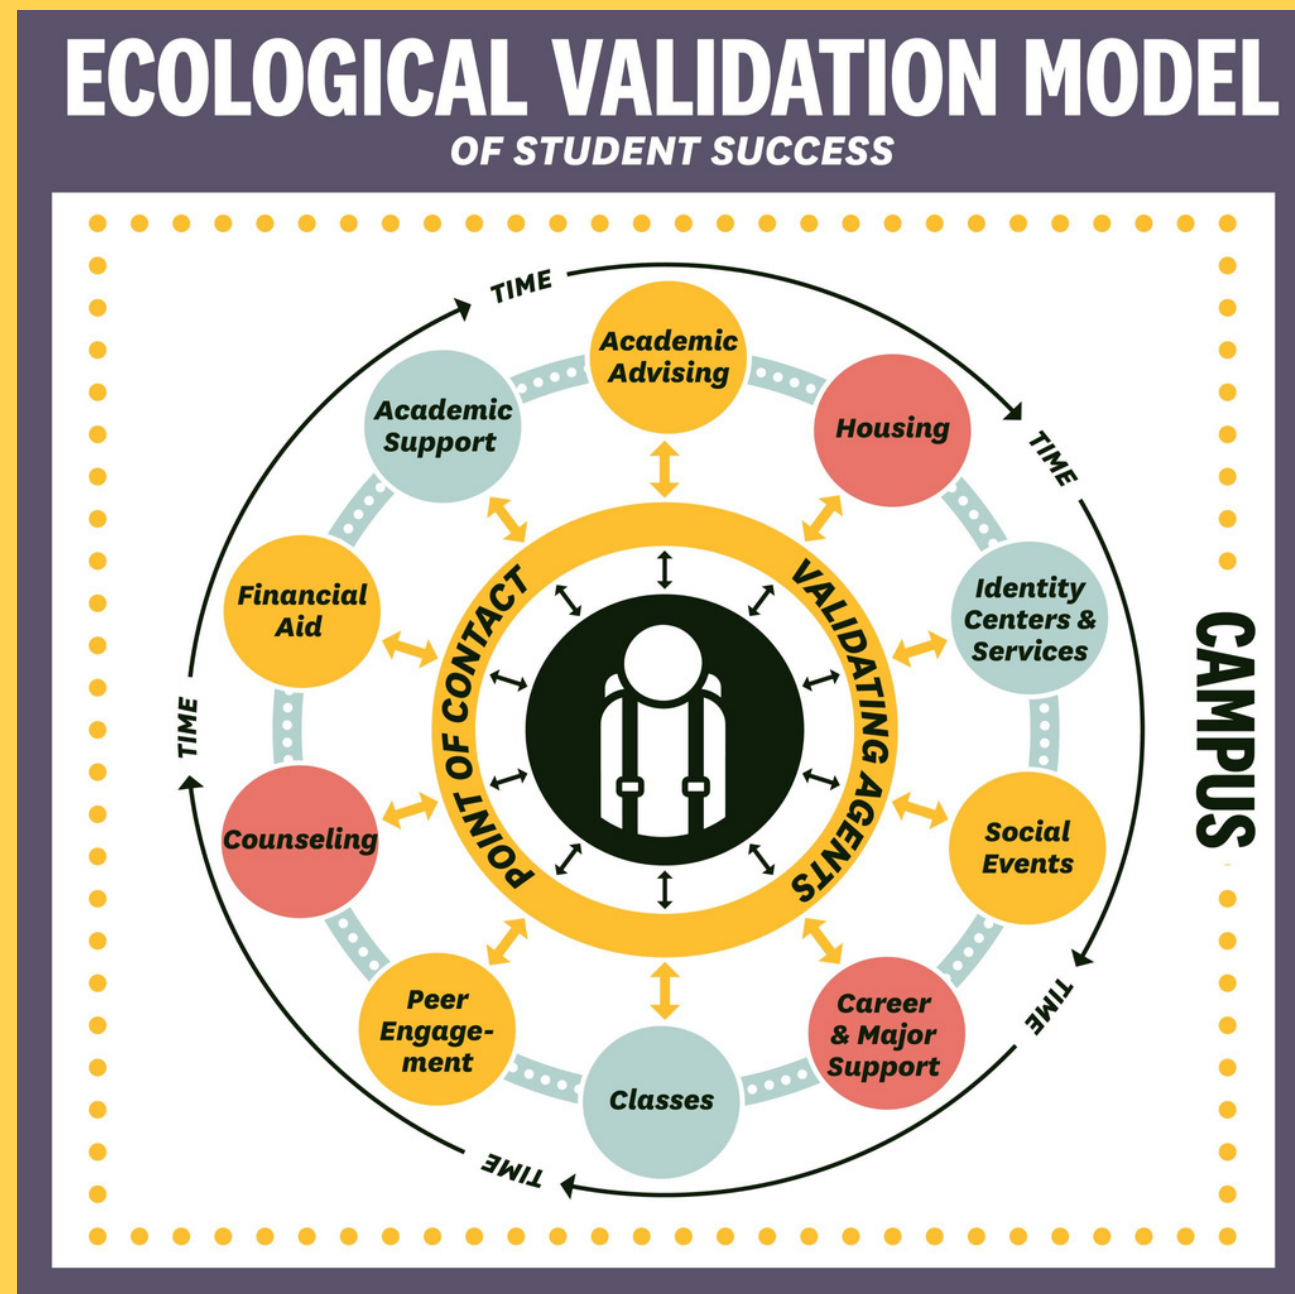 ECOLOGICAL VALIDATION MODEL
OF STUDENT SUCCESS
TIME
Academic
Advising
Housing
TIME
Identity
Centers &
Services
Social
Events
TIME
Career
& Major
Support
Classes
TIME
Peer
Engage-
ment
Counseling
TIME
Financial
Aid
Academic
Support
POINT OF CONTACT
VALIDATING AGENTS
CAMPUS